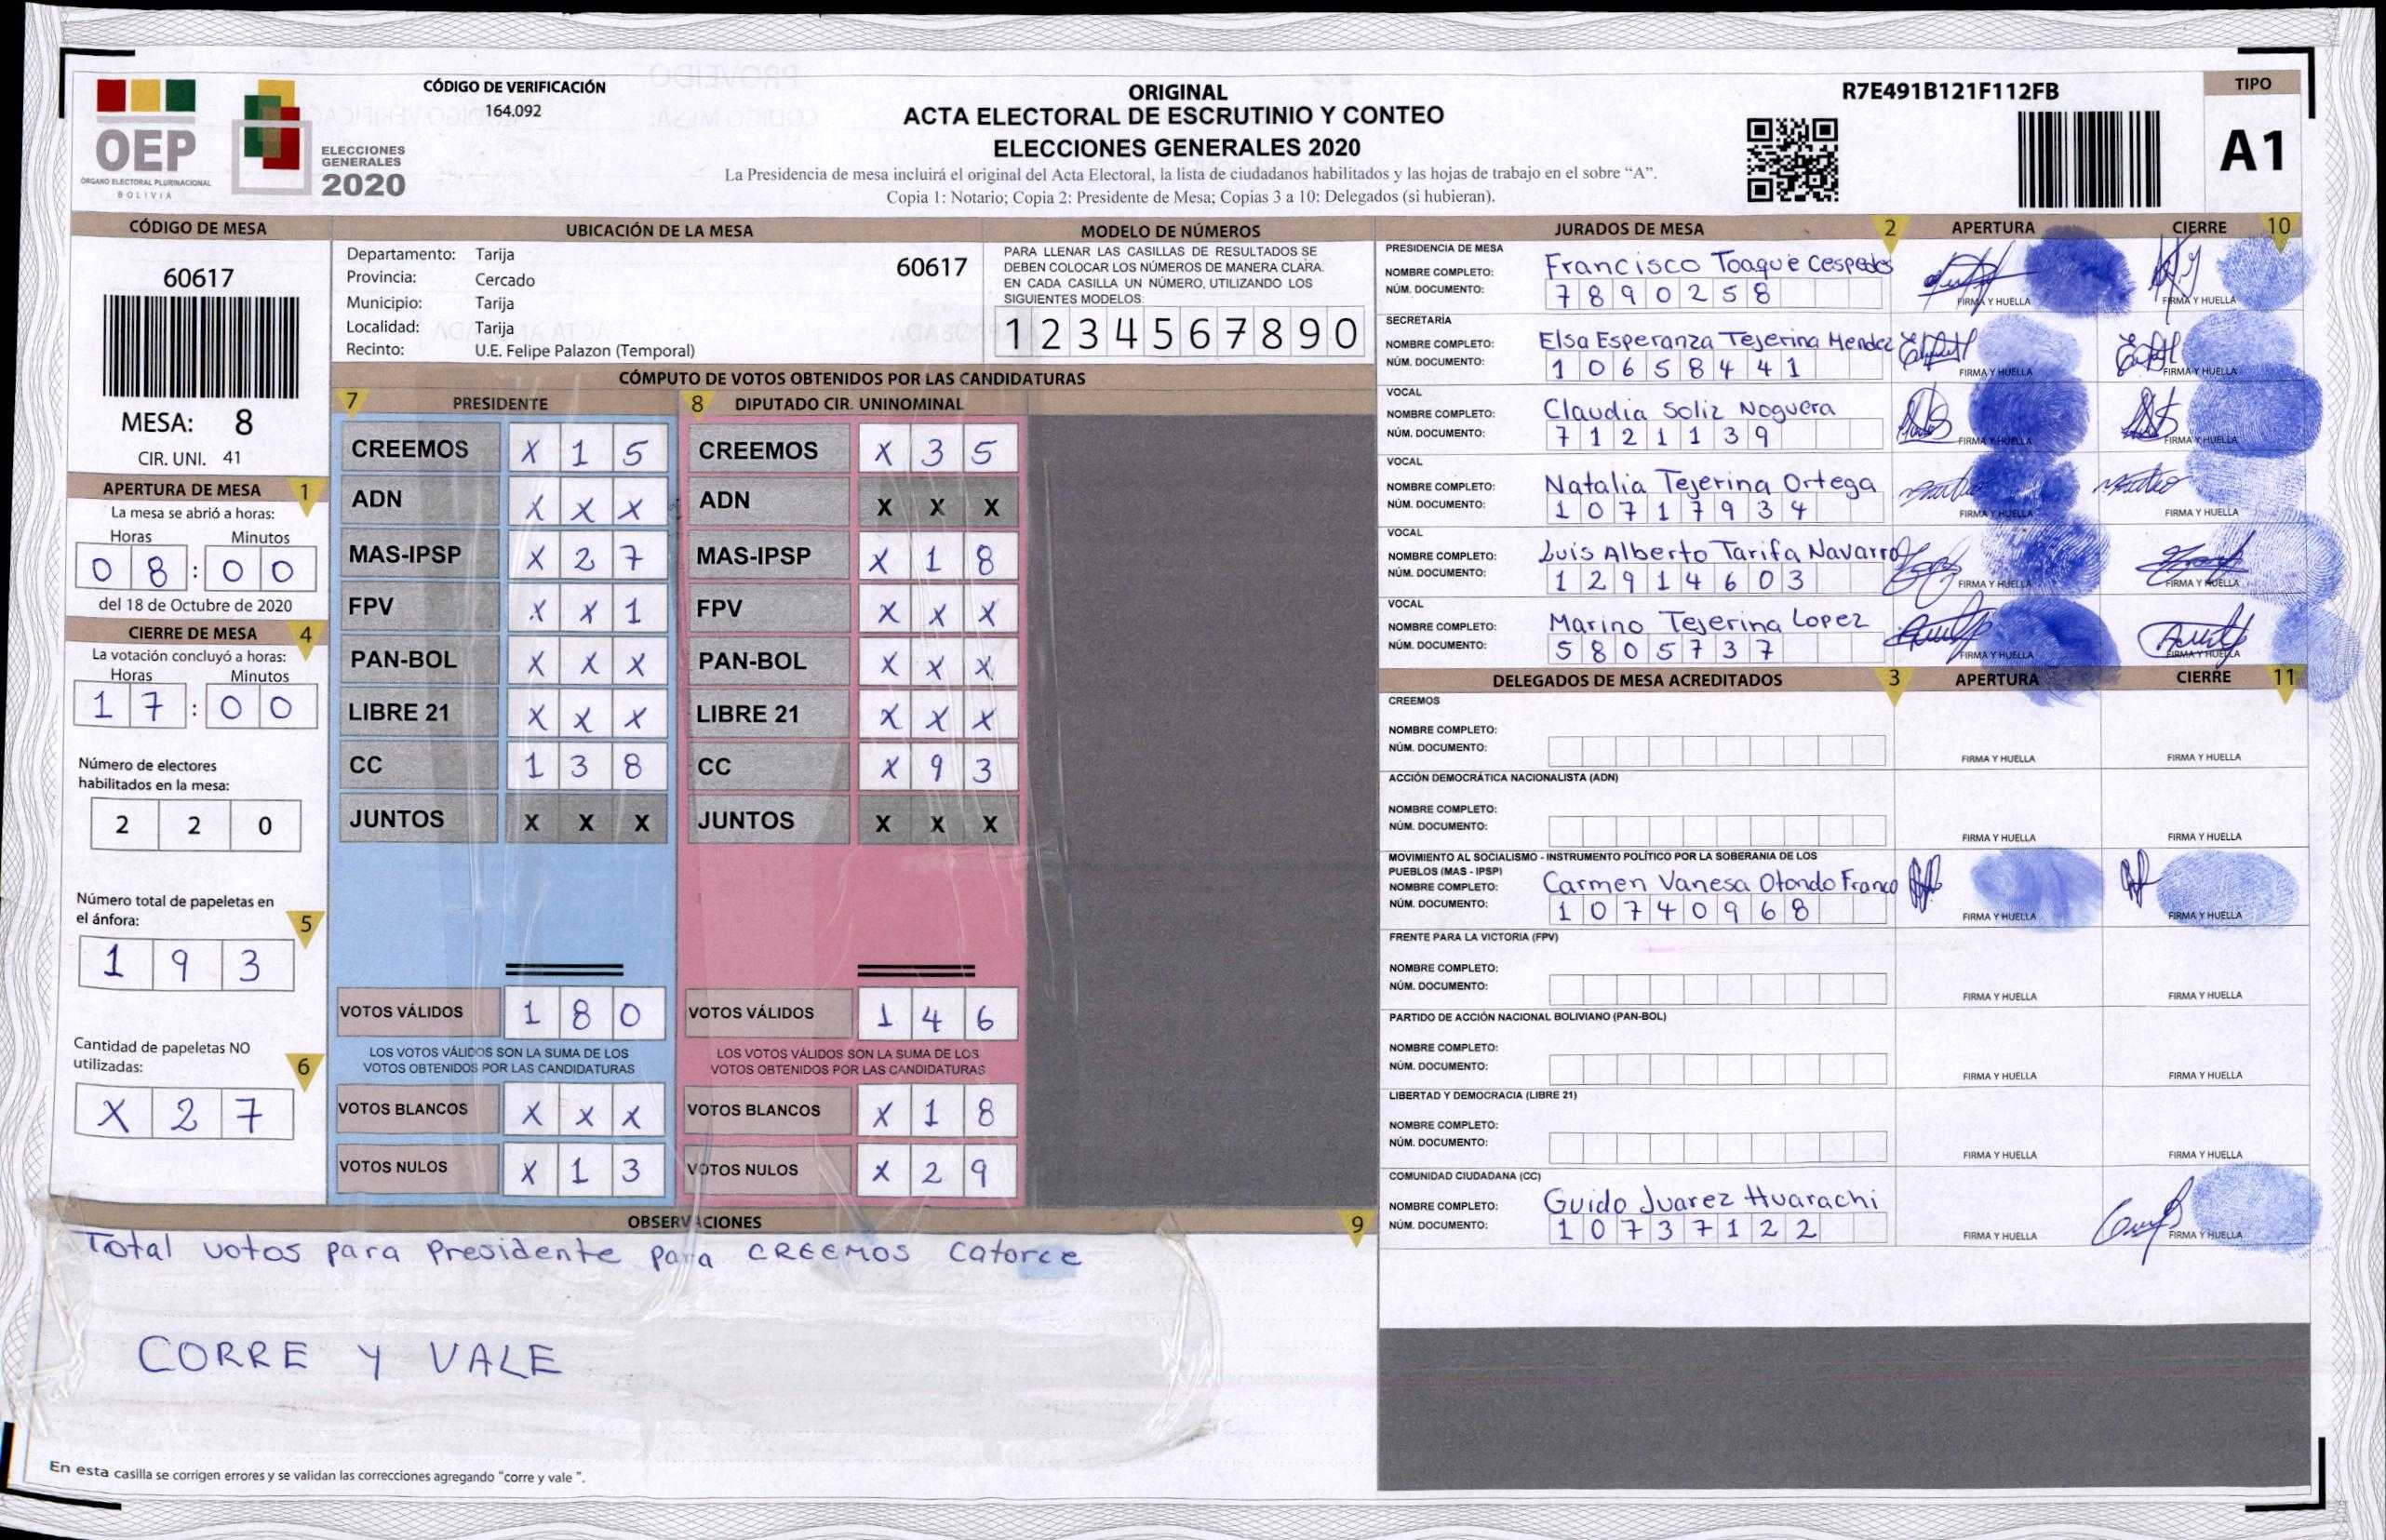 CÓDIGO DE VERIFICACIÓN
164.092
OEP
ÓRGANO ELECTORAL PLURINACIONAL
BOLIVIA
ELECCIONES
GENERALES
2020
ORIGINAL
ACTA ELECTORAL DE ESCRUTINIO Y CONTEO
ELECCIONES GENERALES 2020
La Presidencia de mesa incluirá el original del Acta Electoral, la lista de ciudadanos habilitados y las hojas de trabajo en el sobre “A”.
Copia 1: Notario; Copia 2: Presidente de Mesa; Copias 3 a 10: Delegados (si hubieran).
R7E491B121F112FB
TIPO
A1
CÓDIGO DE MESA
60617
MESA: 8
CIR. UNI. 41
APERTURA DE MESA 1
La mesa se abrió a horas:
Horas Minutos
0 8 : 0 0
del 18 de Octubre de 2020
CIERRE DE MESA 4
La votación concluyó a horas:
Horas Minutos
1 7 : 0 0
Número de electores
habilitados en la mesa:
2 2 0
Número total de papeletas en
el ánfora: 5
1 9 3
Cantidad de papeletas NO
utilizadas: 6
X 2 7
UBICACIÓN DE LA MESA
Departamento: Tarija
Provincia: Cercado
Municipio: Tarija
Localidad: Tarija
Recinto: U.E. Felipe Palazon (Temporal)
60617
MODELO DE NÚMEROS
PARA LLENAR LAS CASILLAS DE RESULTADOS SE
DEBEN COLOCAR LOS NÚMEROS DE MANERA CLARA.
EN CADA CASILLA UN NÚMERO, UTILIZANDO LOS
SIGUIENTES MODELOS:
1 2 3 4 5 6 7 8 9 0
CÓMPUTO DE VOTOS OBTENIDOS POR LAS CANDIDATURAS
7 PRESIDENTE
CREEMOS X 1 5
ADN X X X
MAS-IPSP X 2 7
FPV X X 1
PAN-BOL X X X
LIBRE 21 X X X
CC 1 3 8
JUNTOS X X X
VOTOS VÁLIDOS 1 8 0
LOS VOTOS VÁLIDOS SON LA SUMA DE LOS
VOTOS OBTENIDOS POR LAS CANDIDATURAS
VOTOS BLANCOS X X X
VOTOS NULOS X 1 3
8 DIPUTADO CIR. UNINOMINAL
CREEMOS X 3 5
ADN X X X
MAS-IPSP X 1 8
FPV X X X
PAN-BOL X X X
LIBRE 21 X X X
CC X 9 3
JUNTOS X X X
VOTOS VÁLIDOS 1 4 6
LOS VOTOS VÁLIDOS SON LA SUMA DE LOS
VOTOS OBTENIDOS POR LAS CANDIDATURAS
VOTOS BLANCOS X 1 8
VOTOS NULOS X 2 9
OBSERVACIONES 9
Total votos para Presidente para CREEMOS Catorce
CORRE Y VALE
En esta casilla se corrigen errores y se validan las correcciones agregando “corre y vale ”.
JURADOS DE MESA 2 APERTURA CIERRE 10
PRESIDENCIA DE MESA
NOMBRE COMPLETO: Francisco Toaque Cespedes
NÚM. DOCUMENTO: 7 8 9 0 2 5 8
FIRMA Y HUELLA FIRMA Y HUELLA
SECRETARÍA
NOMBRE COMPLETO: Elsa Esperanza Tejerina Mendez
NÚM. DOCUMENTO: 1 0 6 5 8 4 4 1
FIRMA Y HUELLA FIRMA Y HUELLA
VOCAL
NOMBRE COMPLETO: Claudia Soliz Noguera
NÚM. DOCUMENTO: 7 1 2 1 1 3 9
FIRMA Y HUELLA FIRMA Y HUELLA
VOCAL
NOMBRE COMPLETO: Natalia Tejerina Ortega
NÚM. DOCUMENTO: 1 0 7 1 7 9 3 4
FIRMA Y HUELLA FIRMA Y HUELLA
VOCAL
NOMBRE COMPLETO: Luis Alberto Tarifa Navarro
NÚM. DOCUMENTO: 1 2 9 1 4 6 0 3
FIRMA Y HUELLA FIRMA Y HUELLA
VOCAL
NOMBRE COMPLETO: Marino Tejerina Lopez
NÚM. DOCUMENTO: 5 8 0 5 7 3 7
FIRMA Y HUELLA FIRMA Y HUELLA
DELEGADOS DE MESA ACREDITADOS 3 APERTURA CIERRE 11
CREEMOS
NOMBRE COMPLETO:
NÚM. DOCUMENTO:
FIRMA Y HUELLA FIRMA Y HUELLA
ACCIÓN DEMOCRÁTICA NACIONALISTA (ADN)
NOMBRE COMPLETO:
NÚM. DOCUMENTO:
FIRMA Y HUELLA FIRMA Y HUELLA
MOVIMIENTO AL SOCIALISMO - INSTRUMENTO POLÍTICO POR LA SOBERANIA DE LOS
PUEBLOS (MAS - IPSP)
NOMBRE COMPLETO: Carmen Vanesa Otondo Franco
NÚM. DOCUMENTO: 1 0 7 4 0 9 6 8
FIRMA Y HUELLA FIRMA Y HUELLA
FRENTE PARA LA VICTORIA (FPV)
NOMBRE COMPLETO:
NÚM. DOCUMENTO:
FIRMA Y HUELLA FIRMA Y HUELLA
PARTIDO DE ACCIÓN NACIONAL BOLIVIANO (PAN-BOL)
NOMBRE COMPLETO:
NÚM. DOCUMENTO:
FIRMA Y HUELLA FIRMA Y HUELLA
LIBERTAD Y DEMOCRACIA (LIBRE 21)
NOMBRE COMPLETO:
NÚM. DOCUMENTO:
FIRMA Y HUELLA FIRMA Y HUELLA
COMUNIDAD CIUDADANA (CC)
NOMBRE COMPLETO: Guido Juarez Huarachi
NÚM. DOCUMENTO: 1 0 7 3 7 1 2 2
FIRMA Y HUELLA FIRMA Y HUELLA